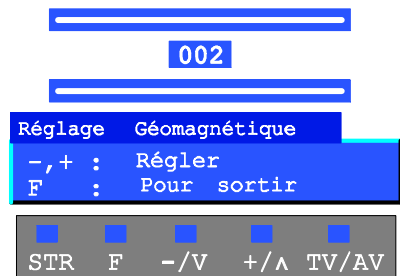 002
Réglage Géomagnétique
-,+ : Régler
F : Pour sortir
STR F -/V +/∧ TV/AV